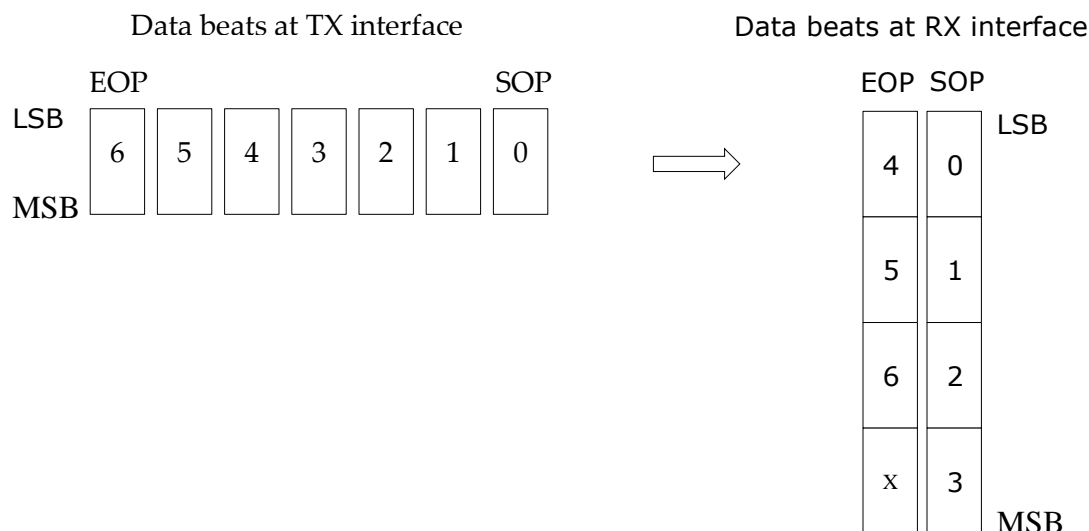 Data beats at TX interface
Data beats at RX interface
EOP SOP
EOP SOP
LSB
LSB
6 5 4 3 2 1 0
4 0
MSB
5 1
6 2
x 3
MSB